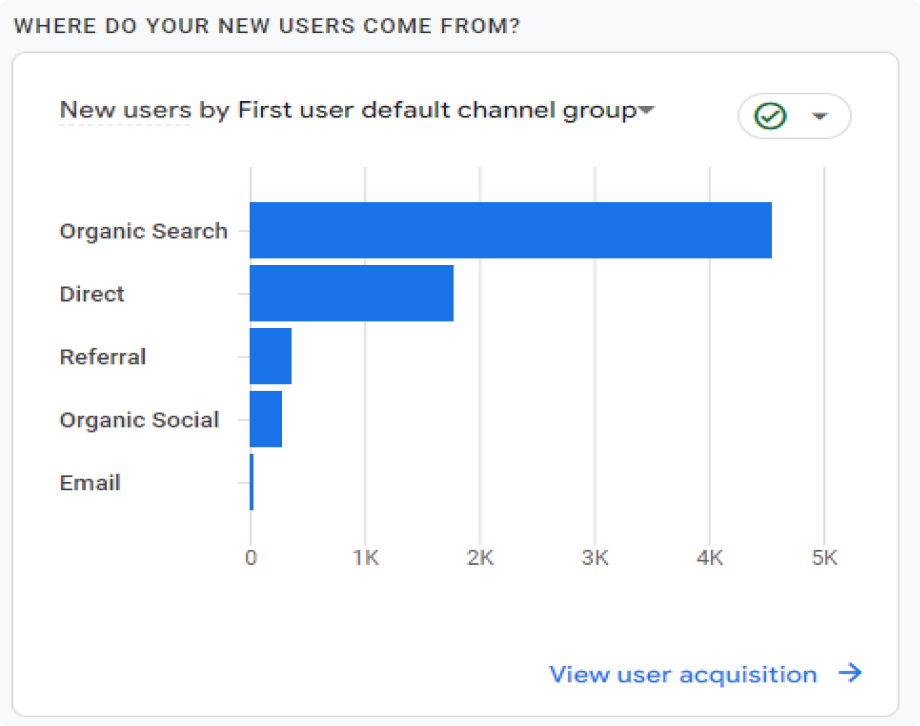 WHERE DO YOUR NEW USERS COME FROM?
New users by First user default channel group
Organic Search
Direct
Referral
Organic Social
Email
0 1K 2K 3K 4K 5K
View user acquisition